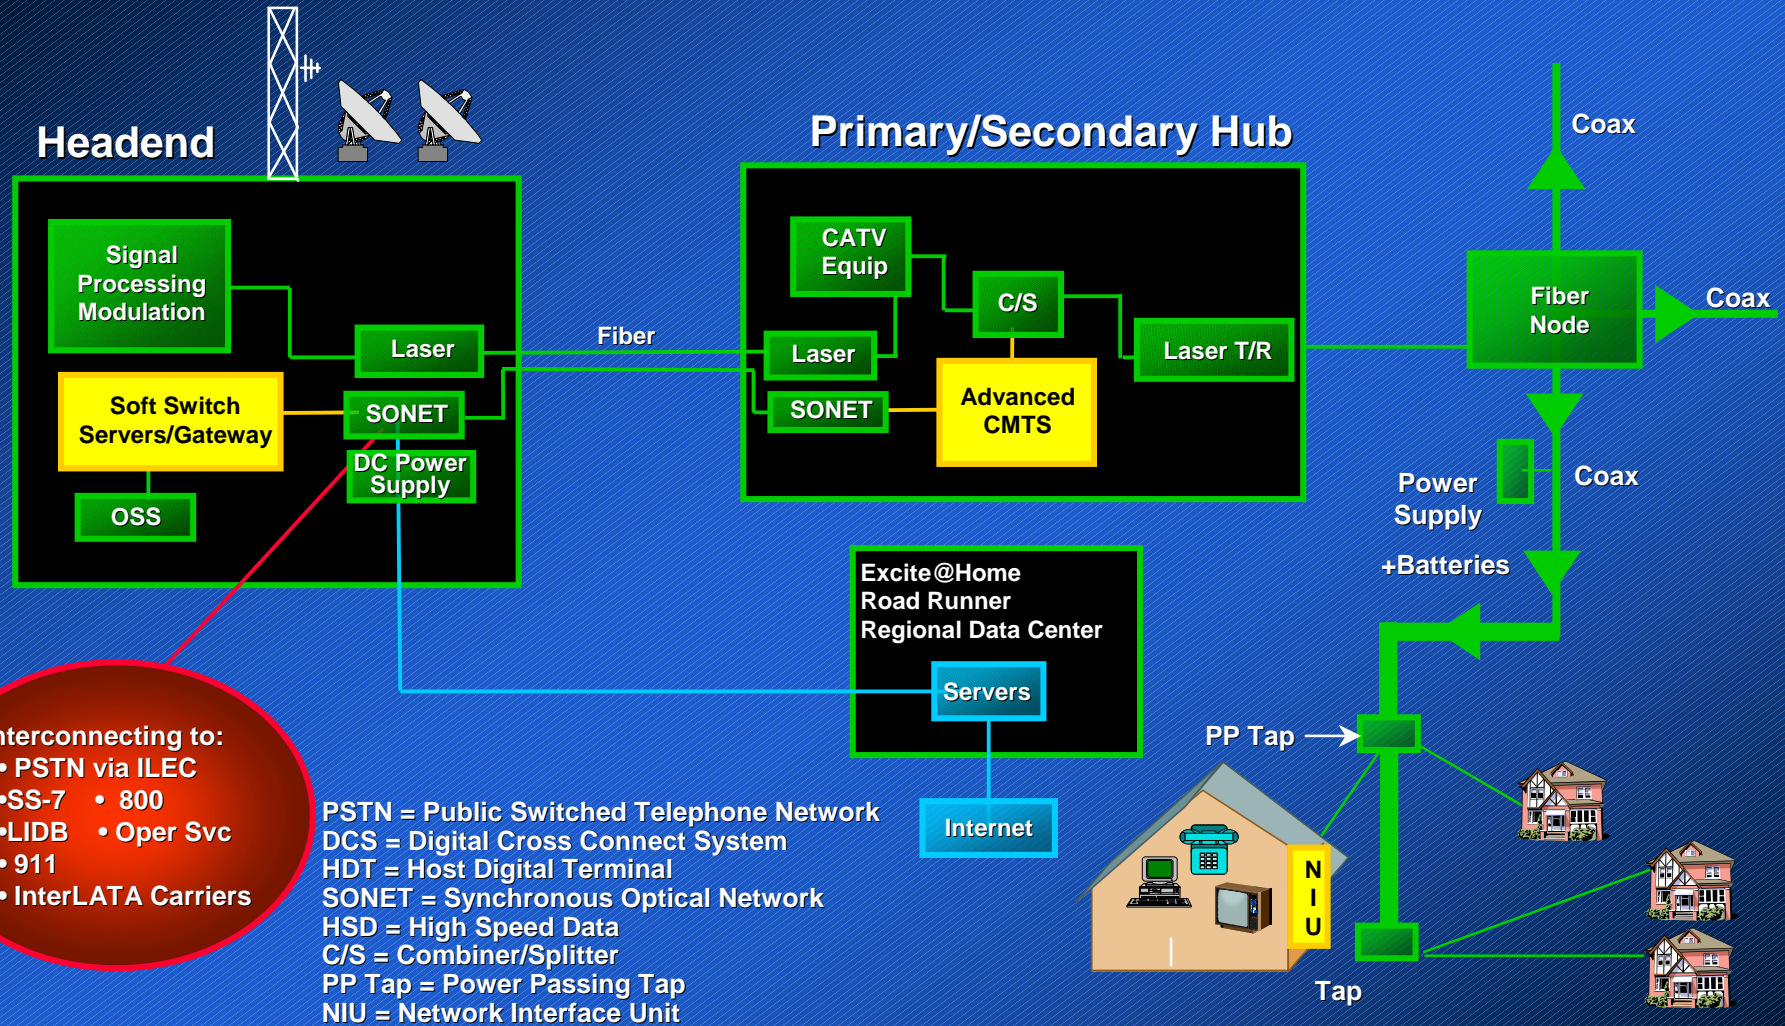 Headend
Signal
Processing
Modulation
Laser
Soft Switch
Servers/Gateway
SONET
DC Power
Supply
OSS
Fiber
Primary/Secondary Hub
CATV
Equip
C/S
Laser
Laser T/R
SONET
Advanced
CMTS
Coax
Fiber
Node
Coax
Coax
Power
Supply
+Batteries
Excite@Home
Road Runner
Regional Data Center
Servers
Internet
nterconnecting to:
• PSTN via ILEC
•SS-7 • 800
•LIDB • Oper Svc
• 911
• InterLATA Carriers
PSTN = Public Switched Telephone Network
DCS = Digital Cross Connect System
HDT = Host Digital Terminal
SONET = Synchronous Optical Network
HSD = High Speed Data
C/S = Combiner/Splitter
PP Tap = Power Passing Tap
NIU = Network Interface Unit
PP Tap
N
I
U
Tap